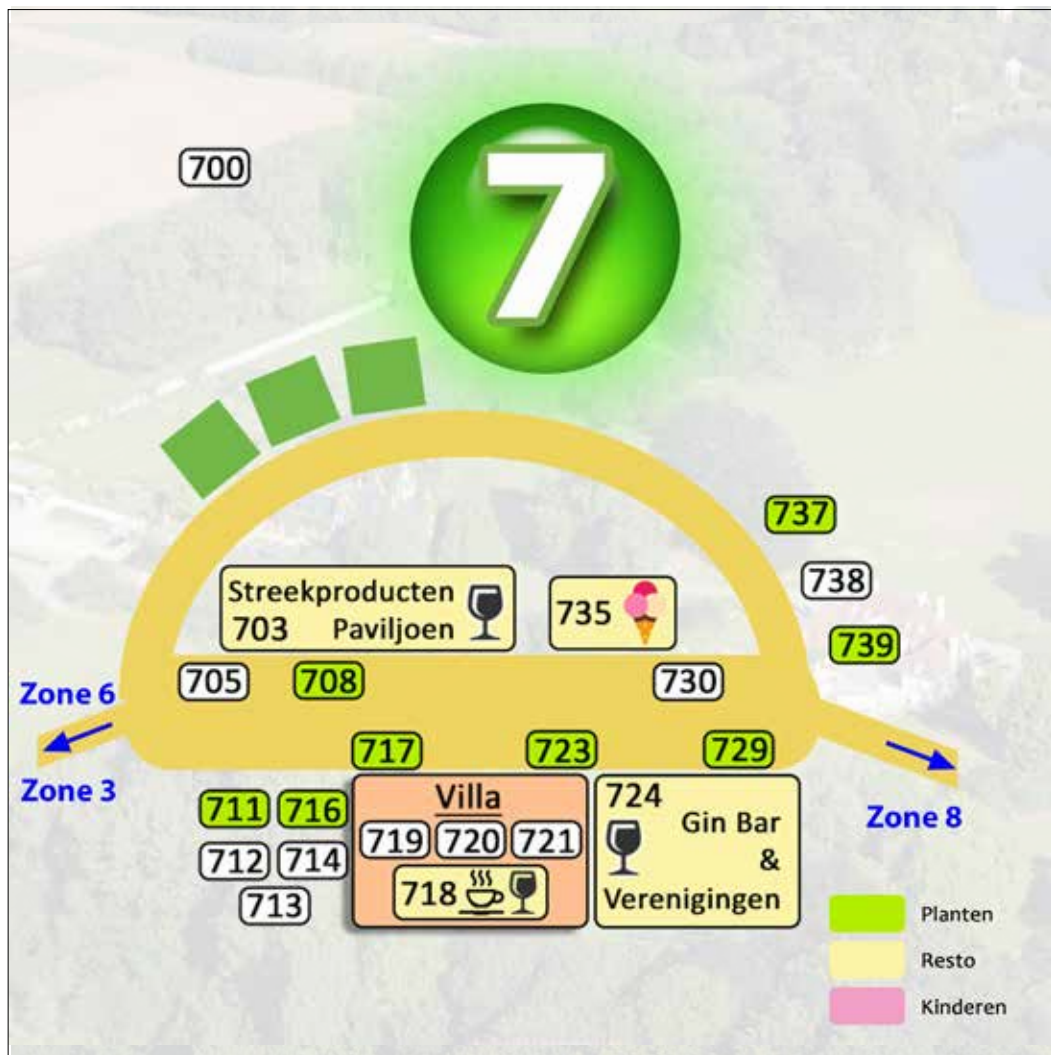 7
700
737
738
Streekproducten
703 Paviljoen
735
739
705
708
730
Zone 6
Zone 3
717
723
729
Zone 8
711
716
712
714
713
Villa
719
720
721
718
724
Gin Bar
&
Verenigingen
Planten
Resto
Kinderen